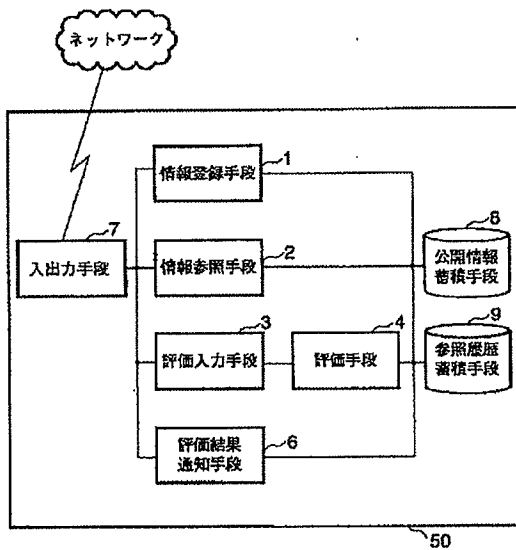 ネットワーク
1
情報登録手段
7
入出力手段
2
情報参照手段
8
公開情報
蓄積手段
3
評価入力手段
4
評価手段
9
参照履歴
蓄積手段
6
評価結果
通知手段
50